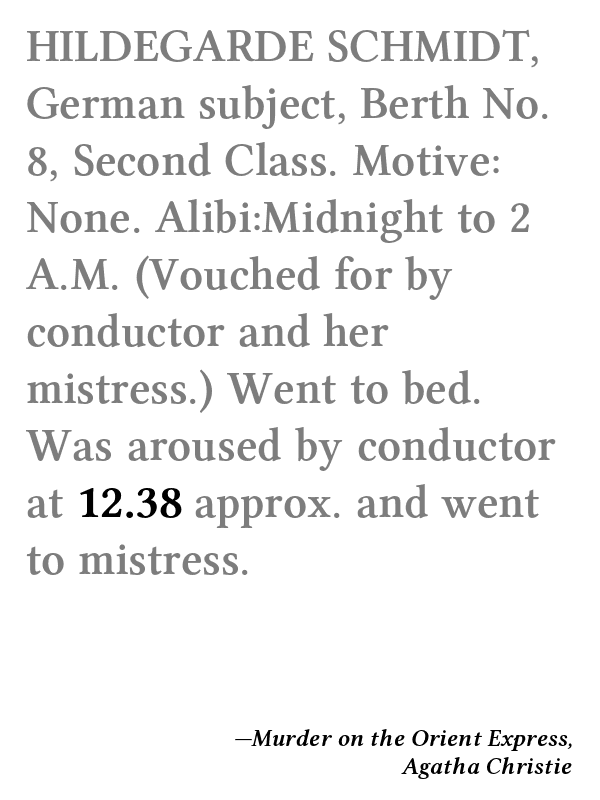 HILDEGARDE SCHMIDT,
German subject, Berth No.
8, Second Class. Motive:
None. Alibi:Midnight to 2
A.M. (Vouched for by
conductor and her
mistress.) Went to bed.
Was aroused by conductor
at 12.38 approx. and went
to mistress.
—Murder on the Orient Express,
Agatha Christie